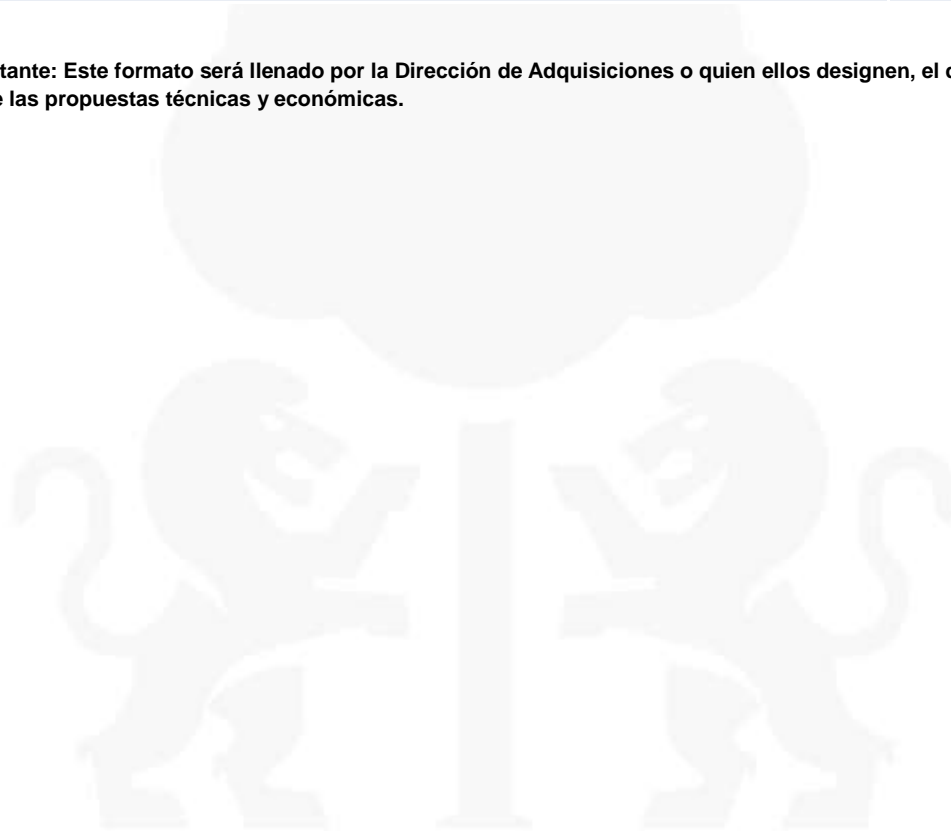 tante: Este formato será llenado por la Dirección de Adquisiciones o quien ellos designen, el
las propuestas técnicas y económicas.